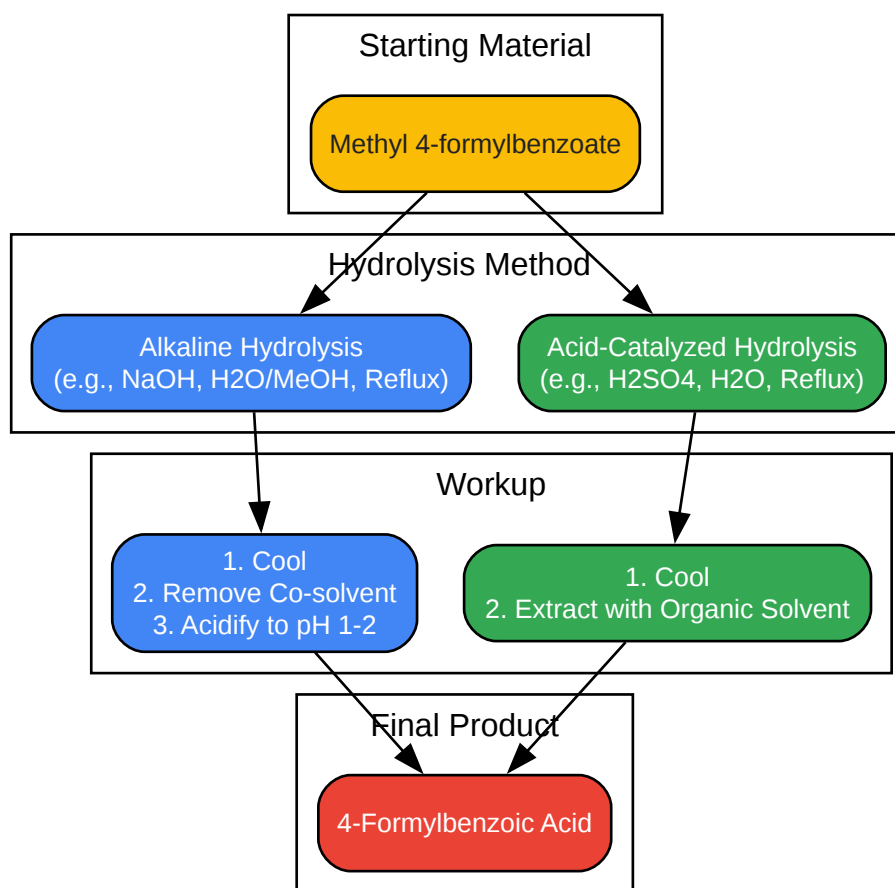 Starting Material
Methyl 4-formylbenzoate
Hydrolysis Method
Alkaline Hydrolysis
(e.g., NaOH, H2O/MeOH, Reflux)
Acid-Catalyzed Hydrolysis
(e.g., H2SO4, H2O, Reflux)
Workup
1. Cool
2. Remove Co-solvent
3. Acidify to pH 1-2
1. Cool
2. Extract with Organic Solvent
Final Product
4-Formylbenzoic Acid